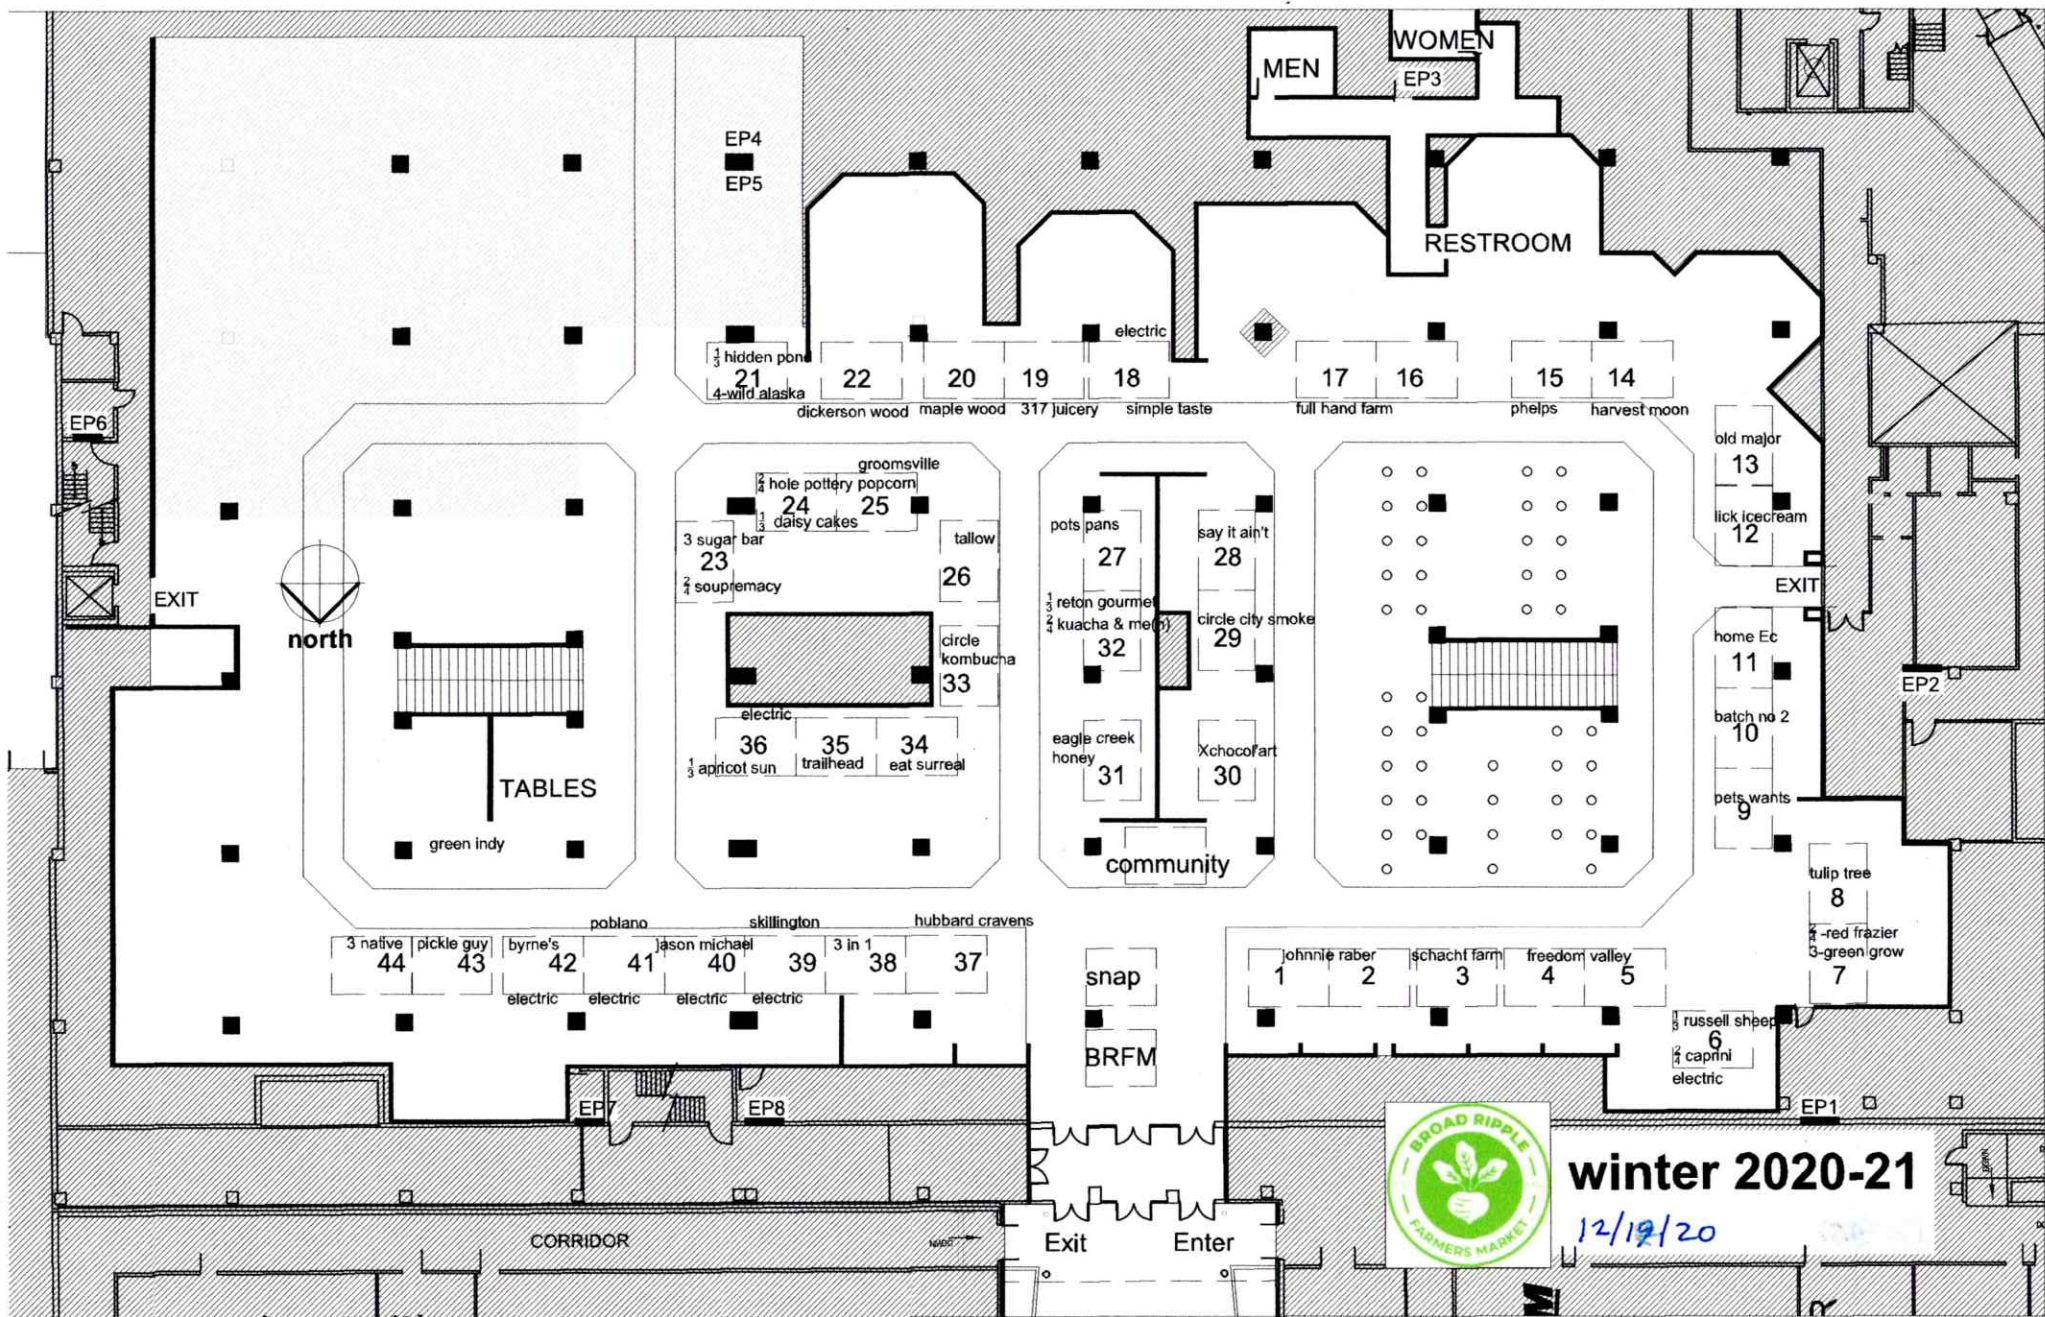 WOMEN
MEN
EP3
EP4
EP5
RESTROOM
electric
1/3 hidden pond
21
4-wild alaska
22
dickerson wood
20
maple wood
19
317 juicery
18
simple taste
17
16
full hand farm
15
phelps
14
harvest moon
EP6
old major
13
lick icecream
12
EXIT
groomsville
2/4 hole pottery popcorn
24
25
1/3 daisy cakes
3 sugar bar
23
2/4 soupremacy
tallow
26
pots pans
27
say it ain't
28
1/3 reton gourmet
2/4 kuacha & me(n)
32
circle city smoke
29
EXIT
north
circle
kombucha
33
home Ec
11
EP2
electric
36
35
34
1/3 apricot sun
trailhead
eat surreal
eagle creek
honey
31
Xchocol'art
30
batch no 2
10
pets wants
9
TABLES
green indy
community
tulip tree
8
2/4 -red frazier
3-green grow
7
poblano
skillington
hubbard cravens
3 native
44
pickle guy
43
byrne's
42
41
jason michael
40
39
3 in 1
38
37
electric
electric
electric
electric
snap
BRFM
johnnie raber
1
2
schacht farm
3
freedom valley
4
5
1/3 russell sheep
6
2/4 caprini
electric
EP7
EP8
EP1
BROAD RIPPLE
FARMERS MARKET
winter 2020-21
12/19/20
CORRIDOR
DOWN
Exit
Enter
DOWN
M
R